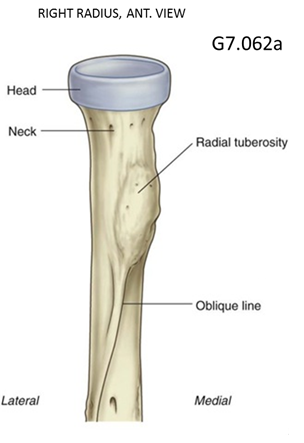 RIGHT RADIUS, ANT. VIEW
G7.062a
Head
Neck
Radial tuberosity
Oblique line
Lateral
Medial